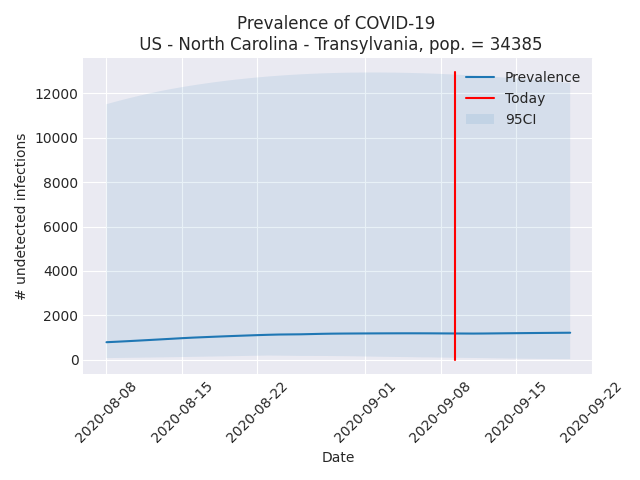 Prevalence of COVID-19
US - North Carolina - Transylvania, pop. = 34385
Prevalence
Today
95CI
12000
10000
8000
6000
4000
2000
0
# undetected infections
2020-08-08
2020-08-15
2020-08-22
2020-09-01
2020-09-08
2020-09-15
2020-09-22
Date